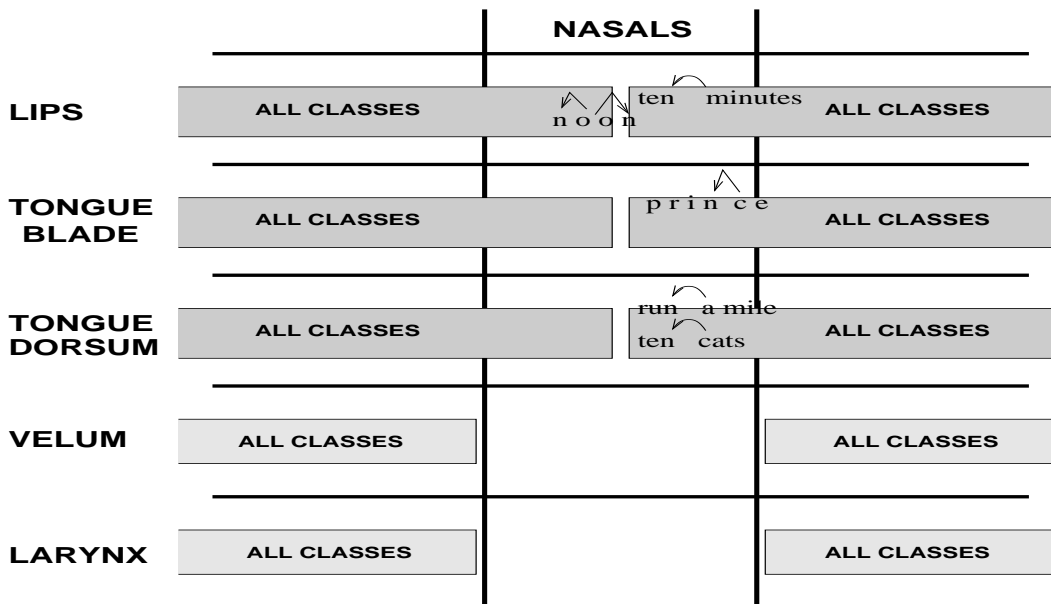 NASALS
LIPS
ALL CLASSES
n o o n
ten minutes
ALL CLASSES
TONGUE
BLADE
ALL CLASSES
p r i n c e
ALL CLASSES
TONGUE
DORSUM
ALL CLASSES
run a mile
ten cats
ALL CLASSES
VELUM
ALL CLASSES
ALL CLASSES
LARYNX
ALL CLASSES
ALL CLASSES